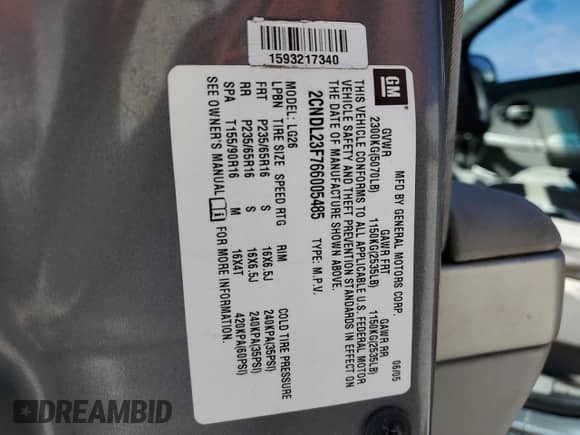 1593217340
GM
MFD BY GENERAL MOTORS CORP. 06/05
GVWR GAWR FRT GAWR RR
2300KG(5070LB) 1150KG(2535LB) 1150KG(2535LB)
THIS VEHICLE CONFORMS TO ALL APPLICABLE U.S. FEDERAL MOTOR
VEHICLE SAFETY AND THEFT PREVENTION STANDARDS IN EFFECT ON
THE DATE OF MANUFACTURE SHOWN ABOVE.
2CNDL23F766005485 TYPE: M.P.V.
MODEL: LG26
LPBN TIRE SIZE SPEED RTG RIM COLD TIRE PRESSURE
FRT P235/65R16 S 16X6.5J 240KPA(35PSI)
RR P235/65R16 S 16X6.5J 240KPA(35PSI)
SPA T155/90R16 M 16X4T 420KPA(60PSI)
SEE OWNER'S MANUAL FOR MORE INFORMATION.
DREAMBID